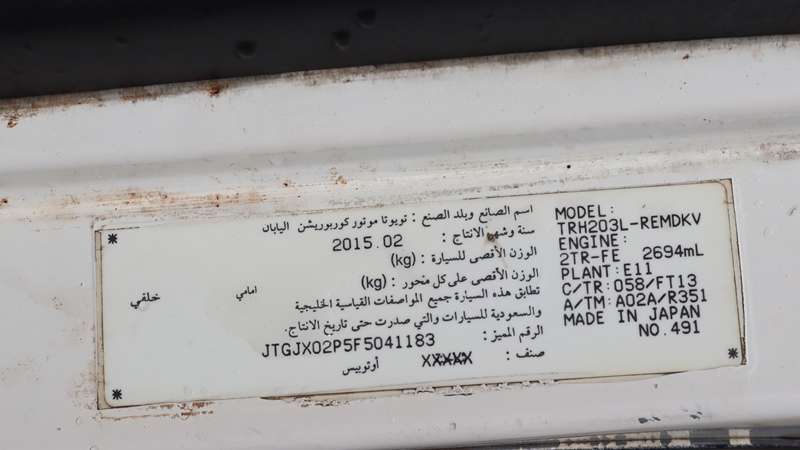 اسم الصانع وبلد الصنع : تويوتا موتور كوربوريشن اليابان
سنة وشهر الانتاج : 2015.02
الوزن الأقصى للسيارة : (kg)
الوزن الأقصى على كل محور : (kg)
امامي خلفي
تطابق هذه السيارة جميع المواصفات القياسية الخليجية
والسعودية للسيارات والتي صدرت حتى تاريخ الانتاج.
الرقم المميز : JTGJX02P5F5041183
صنف : XXXXX أوتوبيس
MODEL:
TRH203L-REMDKV
ENGINE:
2TR-FE 2694mL
PLANT:E11
C/TR:058/FT13
A/TM:A02A/R351
MADE IN JAPAN
NO.491